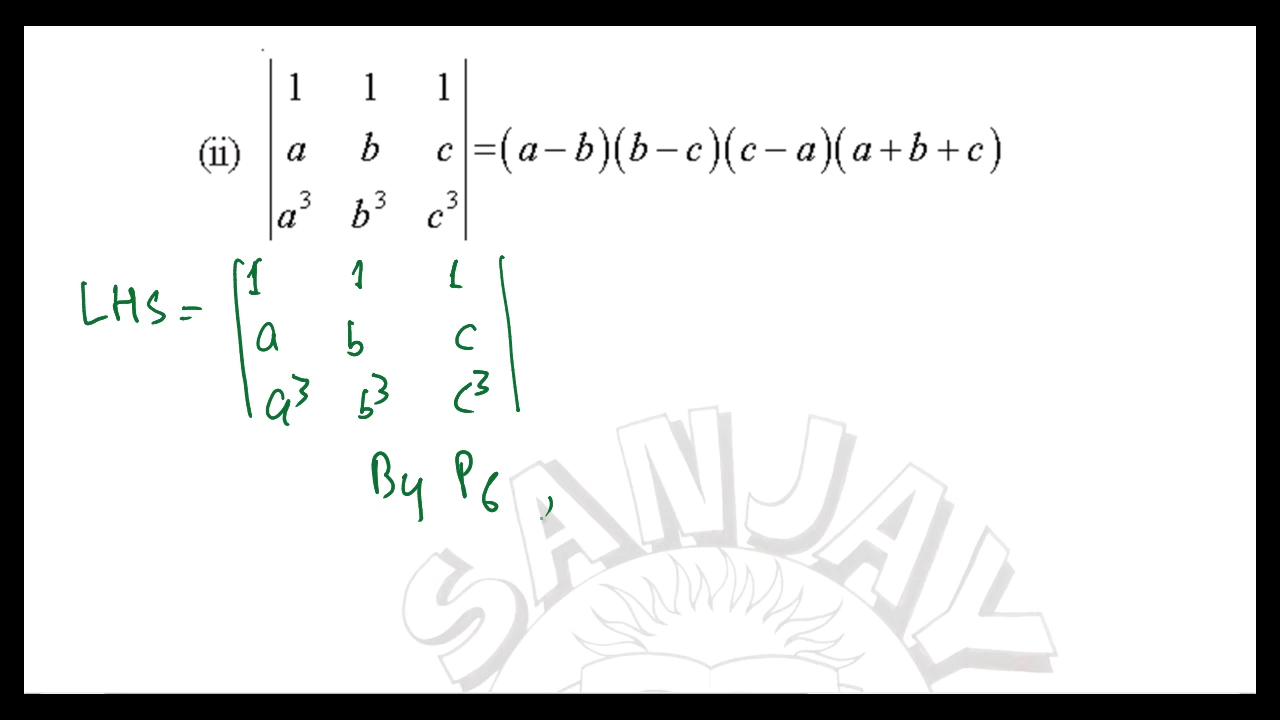 1 1 1
(ii) a b c =(a−b)(b−c)(c−a)(a+b+c)
a³ b³ c³
1 1 1
LHS = a b c
a³ b³ c³
By P₆ ,
SANJAY